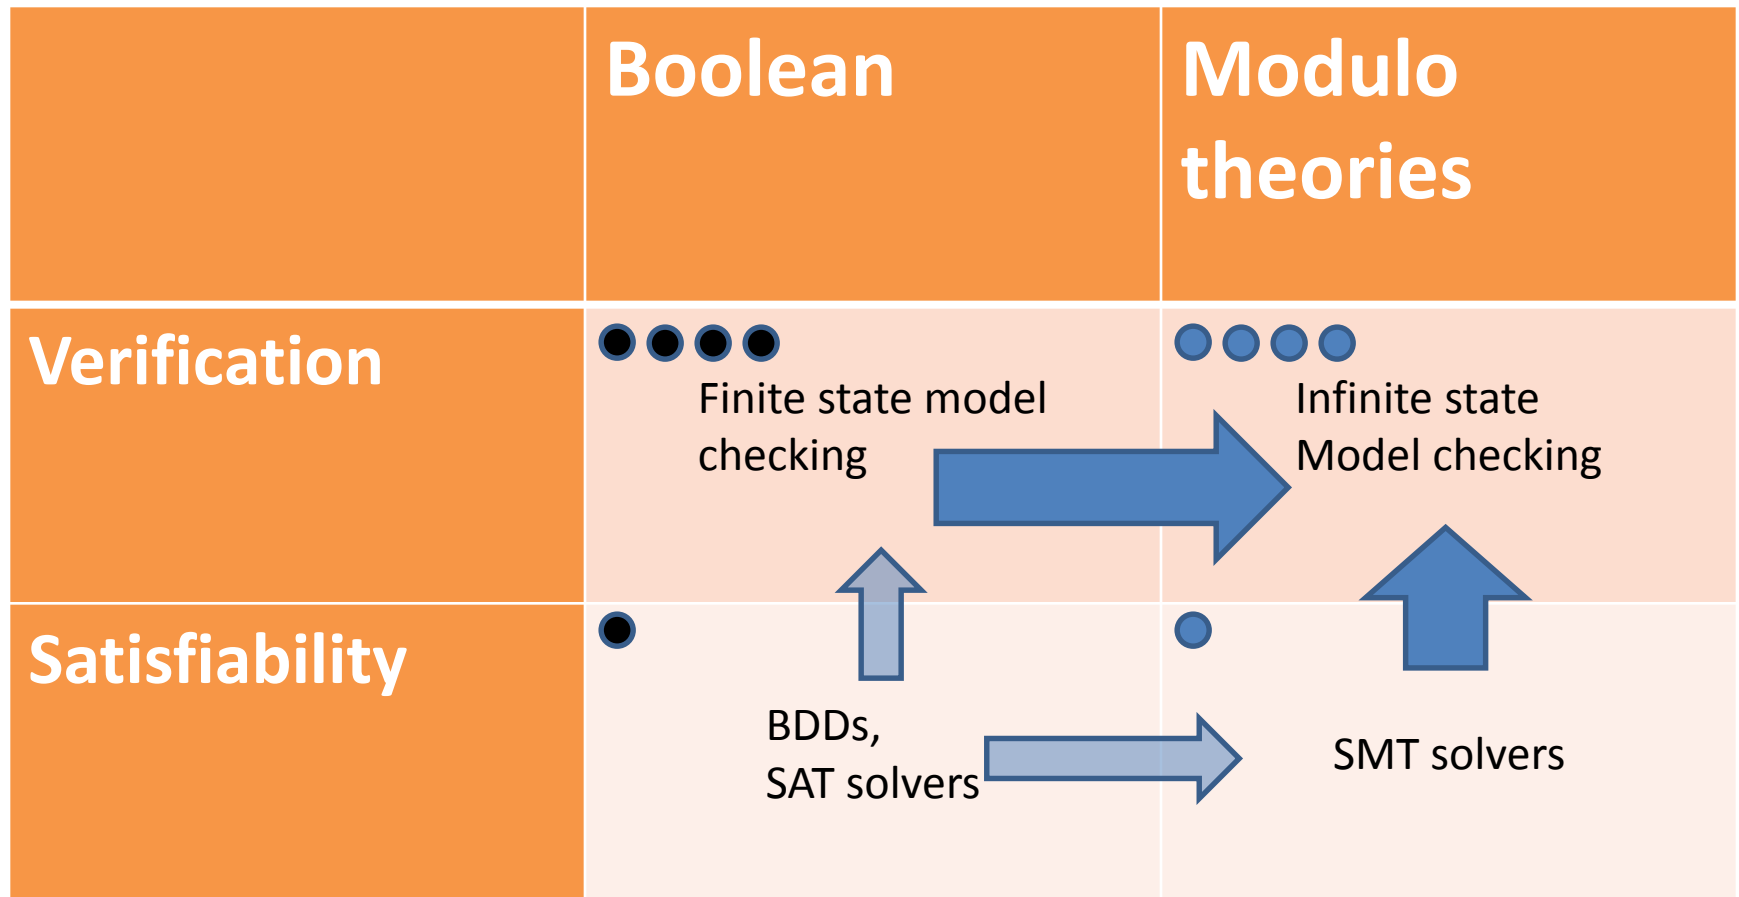 Boolean
Modulo
theories
Verification
Finite state model
checking
Infinite state
Model checking
Satisfiability
BDDs,
SAT solvers
SMT solvers